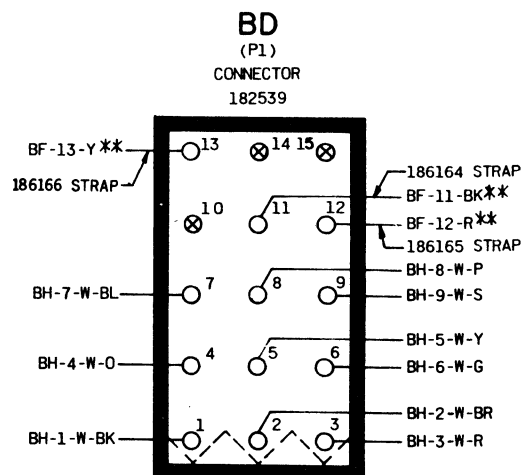 BD
(P1)
CONNECTOR
182539
BF-13-Y** 13 14 15
186166 STRAP
186164 STRAP
BF-11-BK**
10 11 12 BF-12-R**
186165 STRAP
BH-8-W-P
BH-7-W-BL 7 8 9 BH-9-W-S
BH-5-W-Y
BH-4-W-O 4 5 6 BH-6-W-G
BH-2-W-BR
BH-1-W-BK 1 2 3 BH-3-W-R